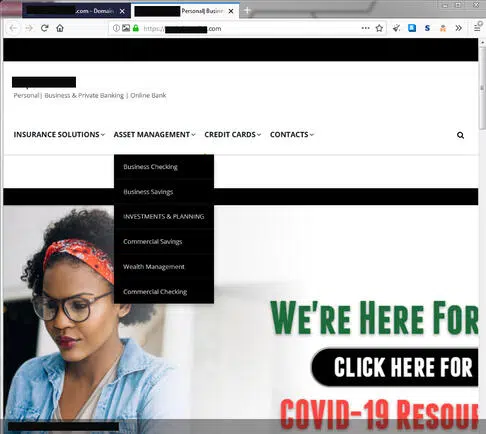 .com – Domain
Personal| Busine
https://
.com
Personal| Business & Private Banking | Online Bank
INSURANCE SOLUTIONS
ASSET MANAGEMENT
CREDIT CARDS
CONTACTS
Business Checking
Business Savings
INVESTMENTS & PLANNING
Commercial Savings
Wealth Management
Commercial Checking
WE'RE HERE FOR
CLICK HERE FOR
COVID-19 RESOUR